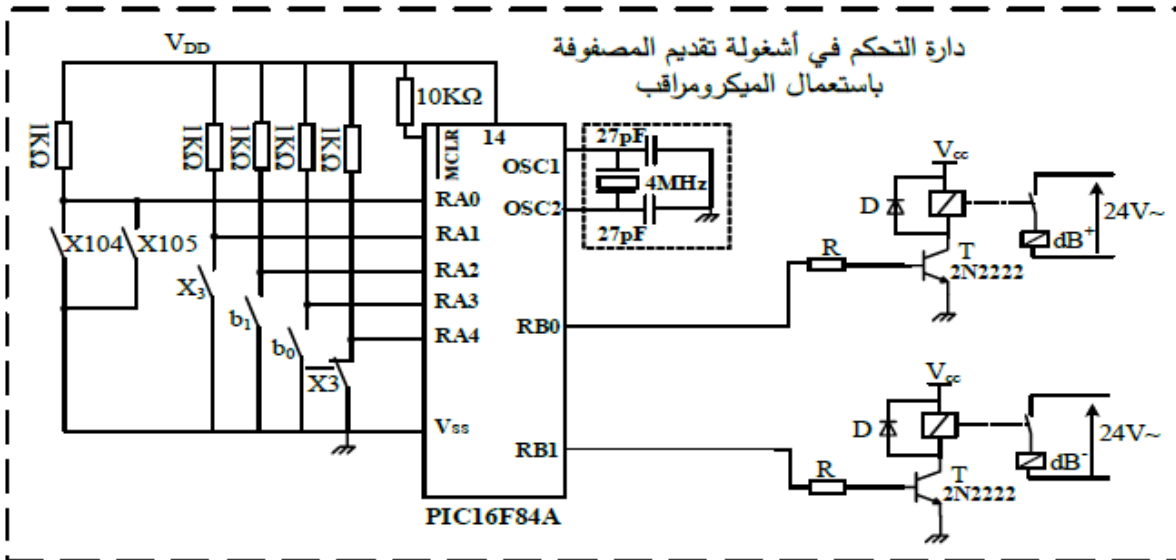 دارة التحكم في أشغولة تقديم المصفوفة
باستعمال الميكرومراقب
V_DD
1KΩ
1KΩ
1KΩ
1KΩ
1KΩ
10KΩ
MCLR
14
OSC1
OSC2
27pF
4MHz
27pF
RA0
RA1
RA2
RA3
RA4
Vss
RB0
RB1
PIC16F84A
X104
X105
X₃
b₁
b₀
X̅3̅
Vcc
D
R
T
2N2222
dB⁺
24V~
Vcc
D
R
T
2N2222
dB⁻
24V~